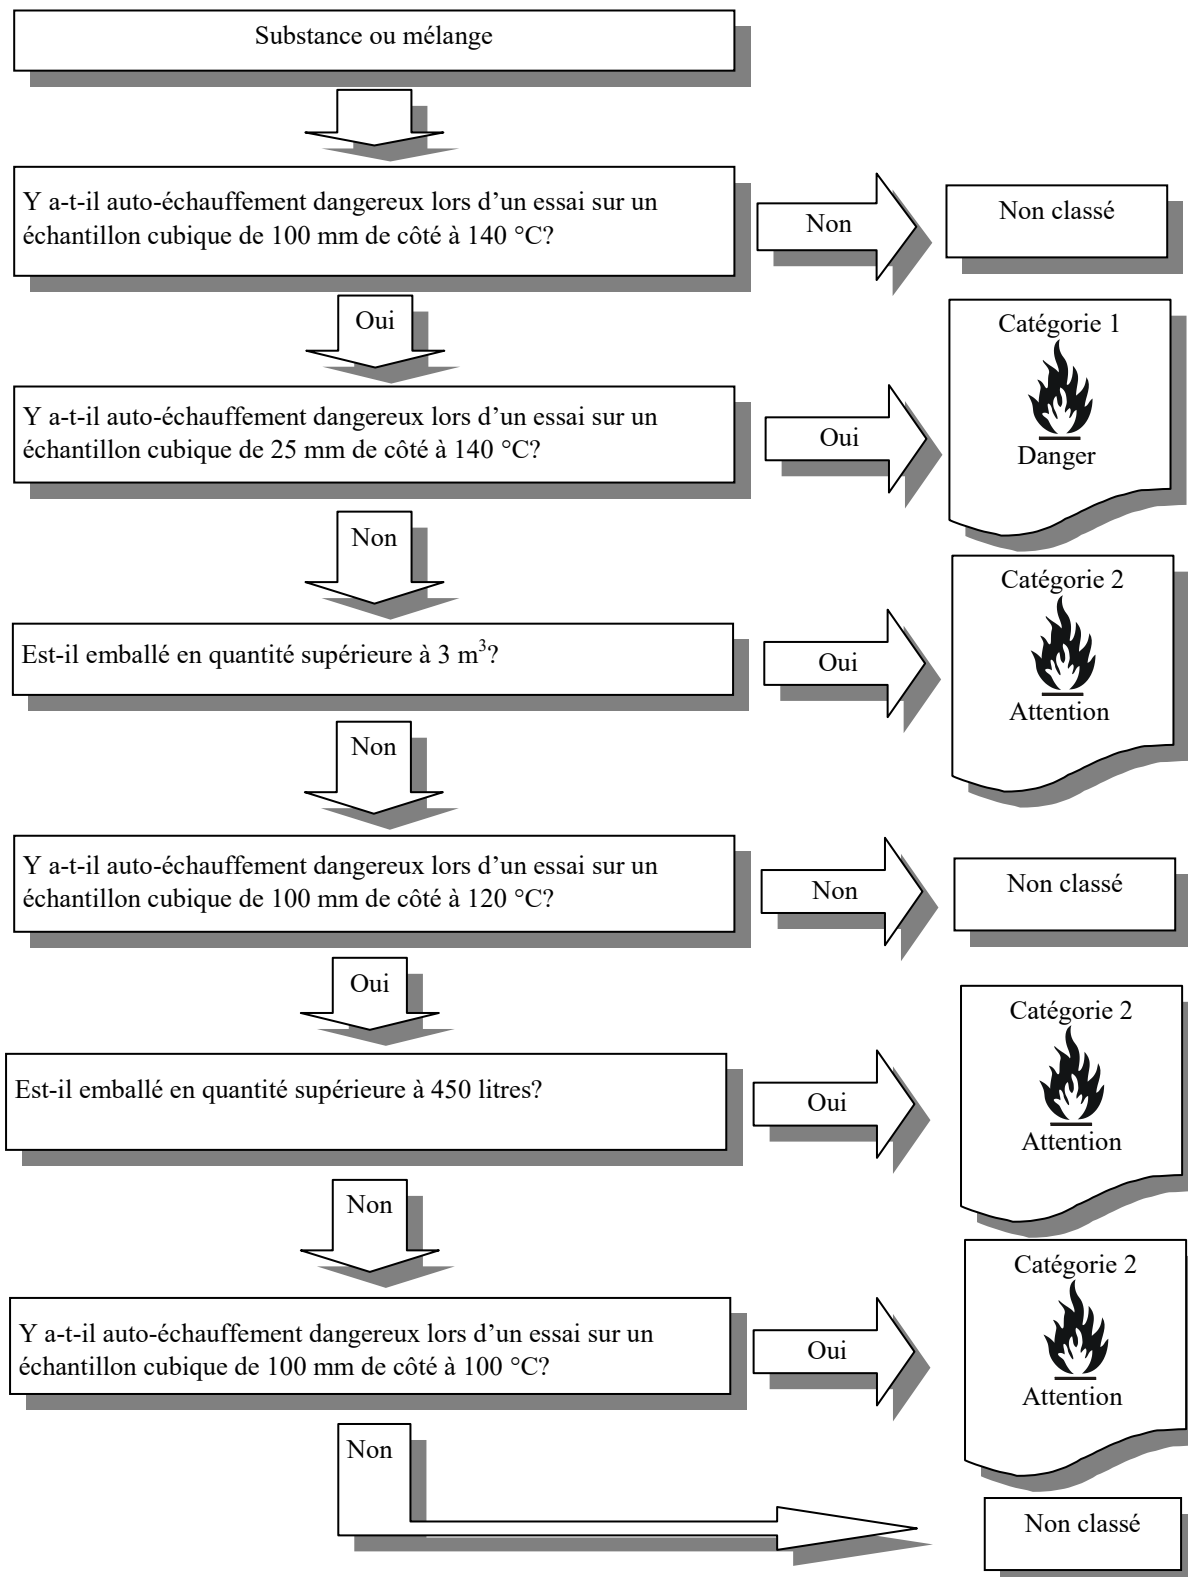 Substance ou mélange
Y a-t-il auto-échauffement dangereux lors d’un essai sur un
échantillon cubique de 100 mm de côté à 140 °C?
Non
Non classé
Oui
Catégorie 1
Danger
Y a-t-il auto-échauffement dangereux lors d’un essai sur un
échantillon cubique de 25 mm de côté à 140 °C?
Oui
Non
Catégorie 2
Attention
Est-il emballé en quantité supérieure à 3 m³?
Oui
Non
Y a-t-il auto-échauffement dangereux lors d’un essai sur un
échantillon cubique de 100 mm de côté à 120 °C?
Non
Non classé
Oui
Catégorie 2
Attention
Est-il emballé en quantité supérieure à 450 litres?
Oui
Non
Catégorie 2
Attention
Y a-t-il auto-échauffement dangereux lors d’un essai sur un
échantillon cubique de 100 mm de côté à 100 °C?
Oui
Non
Non classé